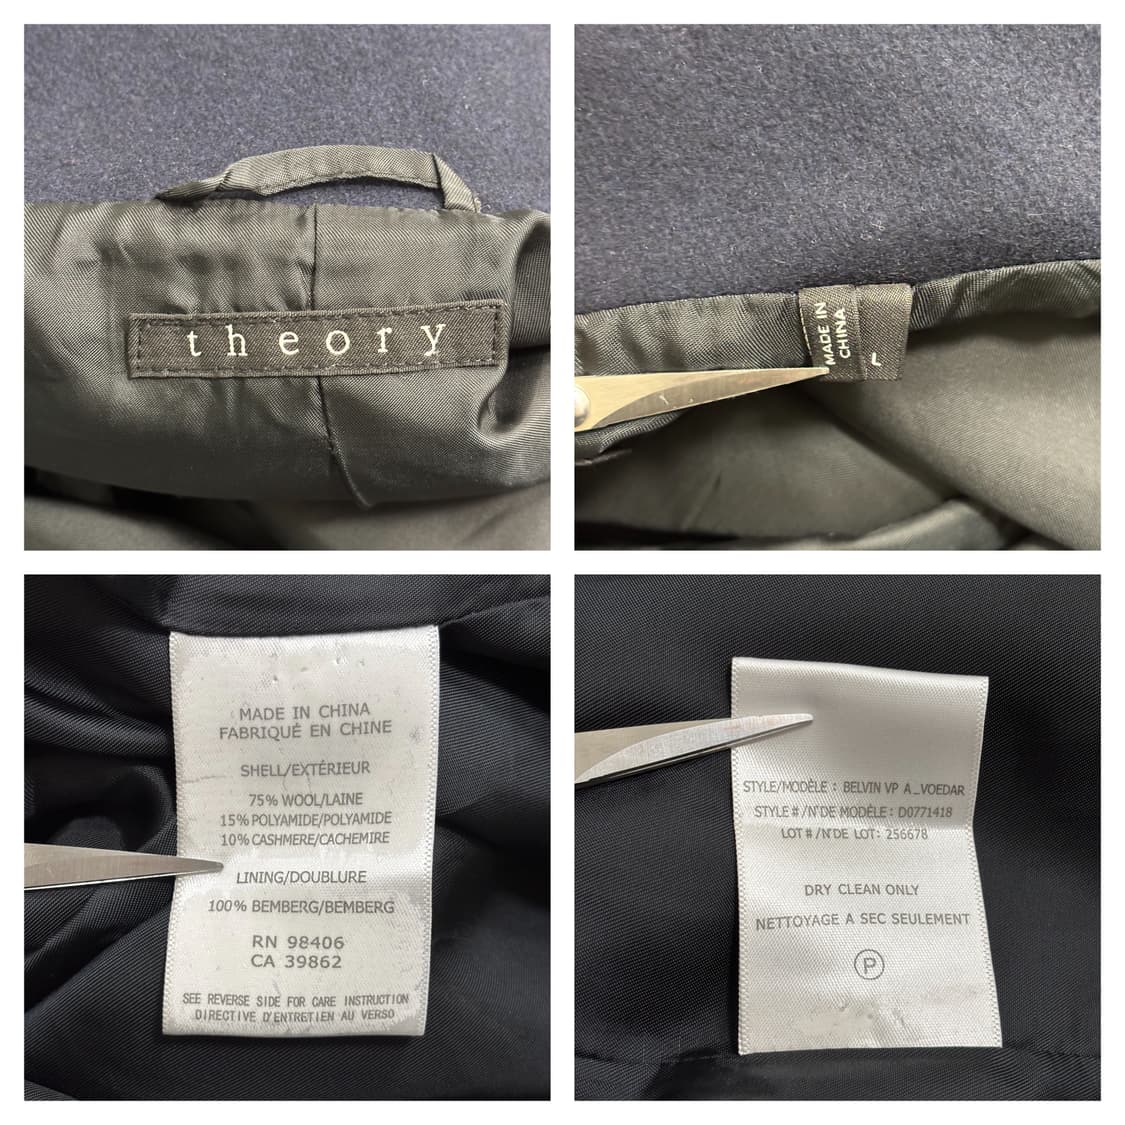 theory
MADE IN
CHINA
L
MADE IN CHINA
FABRIQUÉ EN CHINE
SHELL/EXTÉRIEUR
75% WOOL/LAINE
15% POLYAMIDE/POLYAMIDE
10% CASHMERE/CACHEMIRE
LINING/DOUBLURE
100% BEMBERG/BEMBERG
RN 98406
CA 39862
SEE REVERSE SIDE FOR CARE INSTRUCTION
DIRECTIVE D'ENTRETIEN AU VERSO
STYLE/MODÈLE : BELVIN VP A_VOEDAR
STYLE # /N'DE MODÈLE : D0771418
LOT # /N'DE LOT: 256678
DRY CLEAN ONLY
NETTOYAGE A SEC SEULEMENT
P